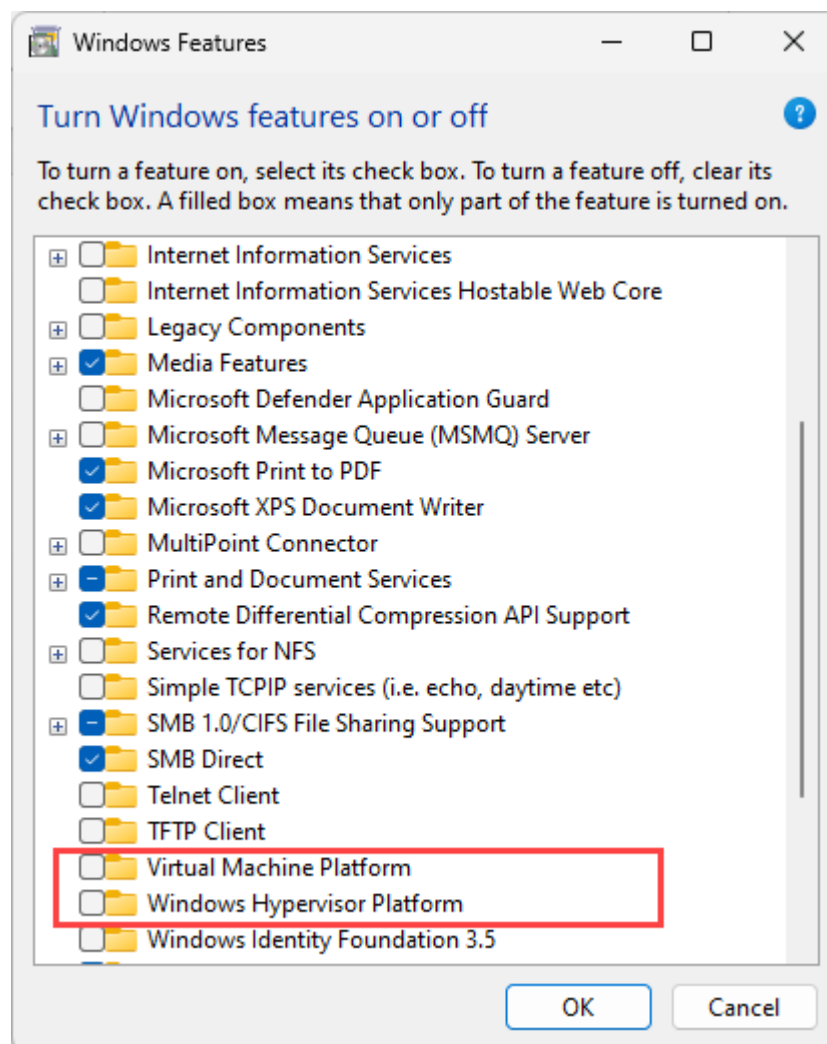 Windows Features
Turn Windows features on or off
?
To turn a feature on, select its check box. To turn a feature off, clear its
check box. A filled box means that only part of the feature is turned on.
Internet Information Services
Internet Information Services Hostable Web Core
Legacy Components
Media Features
Microsoft Defender Application Guard
Microsoft Message Queue (MSMQ) Server
Microsoft Print to PDF
Microsoft XPS Document Writer
MultiPoint Connector
Print and Document Services
Remote Differential Compression API Support
Services for NFS
Simple TCPIP services (i.e. echo, daytime etc)
SMB 1.0/CIFS File Sharing Support
SMB Direct
Telnet Client
TFTP Client
Virtual Machine Platform
Windows Hypervisor Platform
Windows Identity Foundation 3.5
OK Cancel